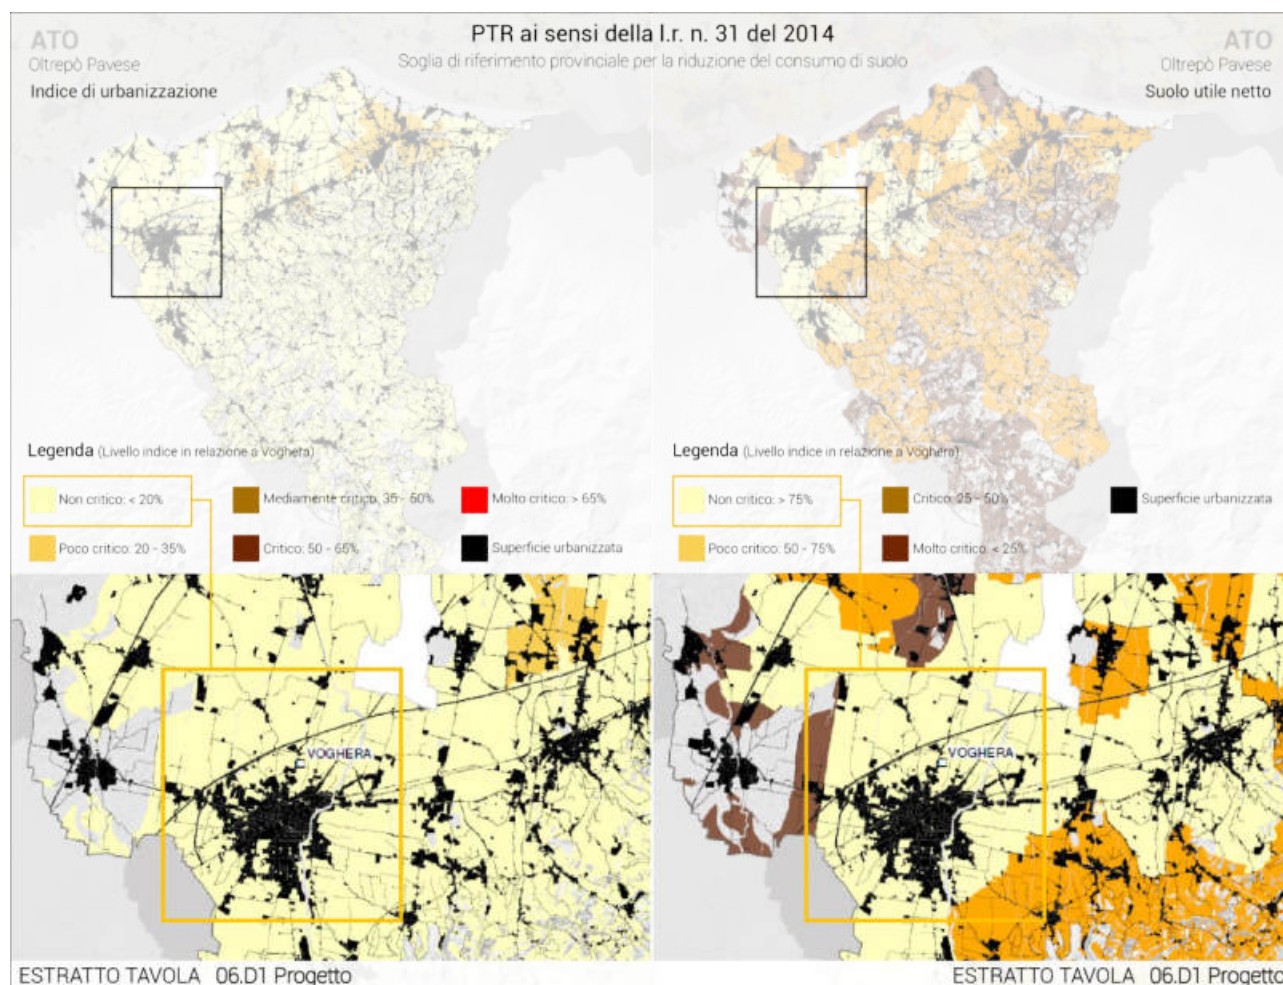 PTR ai sensi della l.r. n. 31 del 2014
Soglia di riferimento provinciale per la riduzione del consumo di suolo
ATO
Oltrepò Pavese
Indice di urbanizzazione
ATO
Oltrepò Pavese
Suolo utile netto
Legenda (Livello indice in relazione a Voghera)
Non critico: < 20%
Mediamente critico: 35 - 50%
Molto critico: > 65%
Poco critico: 20 - 35%
Critico: 50 - 65%
Superficie urbanizzata
Legenda (Livello indice in relazione a Voghera)
Non critico: > 75%
Critico: 25 - 50%
Superficie urbanizzata
Poco critico: 50 - 75%
Molto critico: < 25%
VOGHERA
VOGHERA
ESTRATTO TAVOLA 06.D1 Progetto
ESTRATTO TAVOLA 06.D1 Progetto